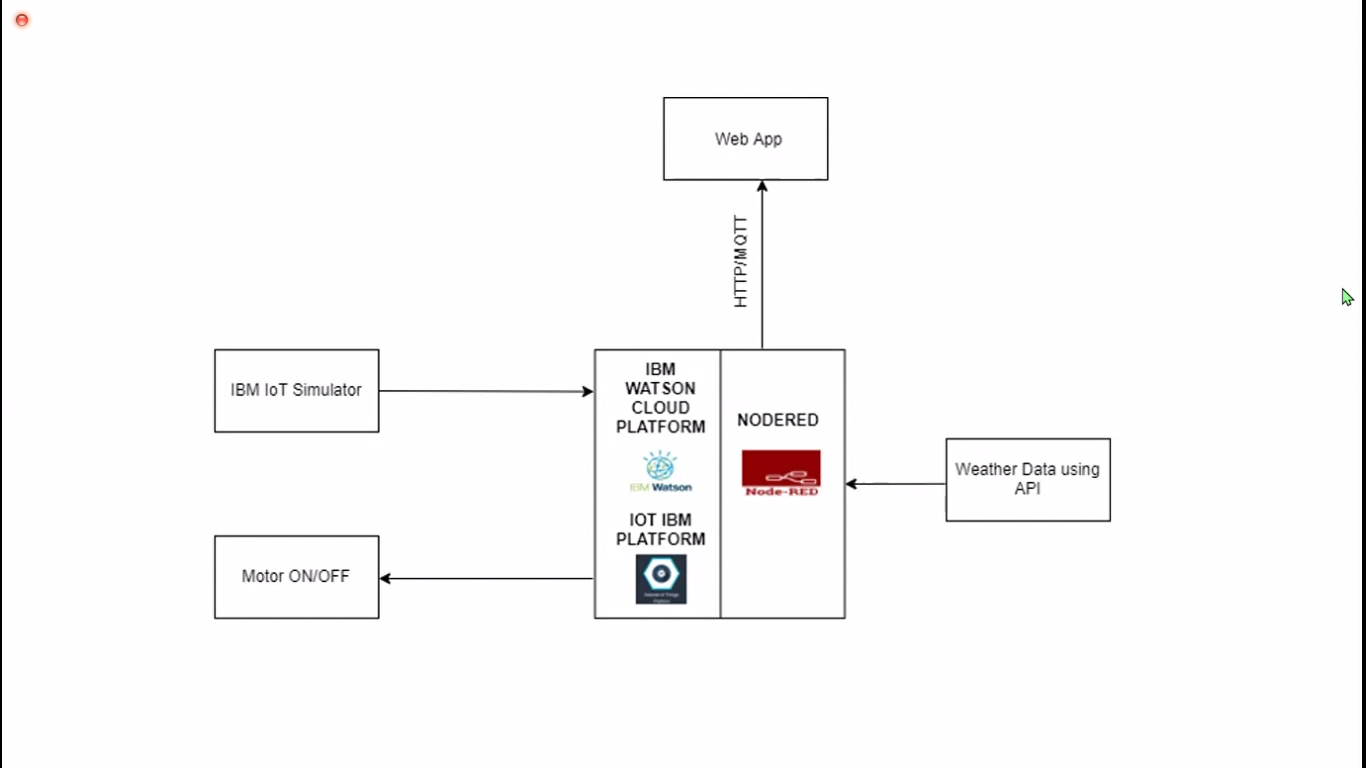 Web App
HTTP/MQTT
IBM IoT Simulator
IBM
WATSON
CLOUD
PLATFORM
IBM Watson
IOT IBM
PLATFORM
NODERED
Node-RED
Weather Data using
API
Motor ON/OFF